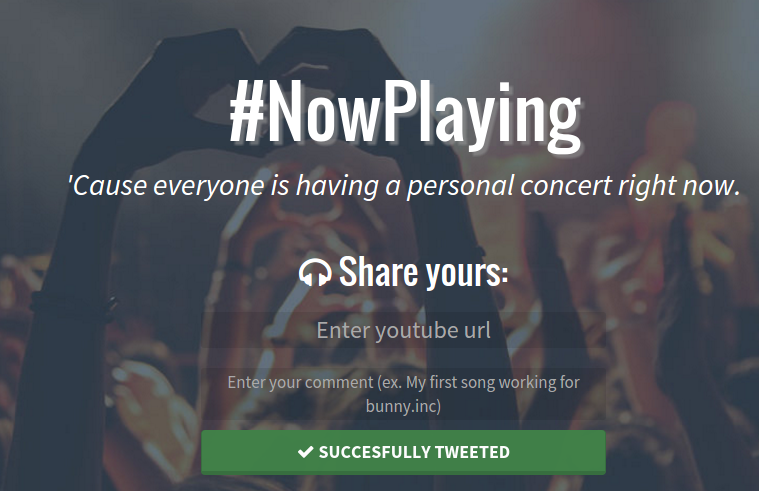 #NowPlaying
'Cause everyone is having a personal concert right now.
Share yours:
Enter youtube url
Enter your comment (ex. My first song working for
bunny.inc)
SUCCESFULLY TWEETED